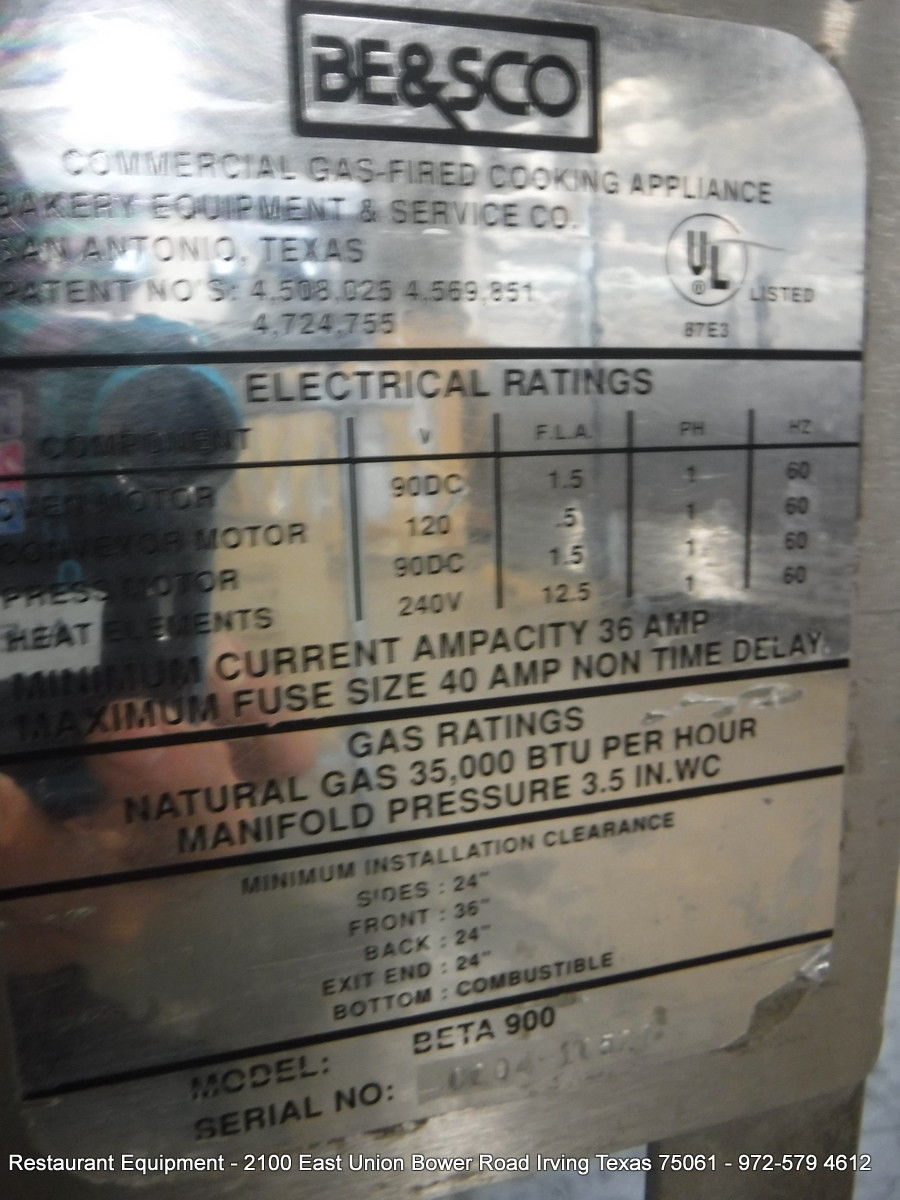 BE&SCO
COMMERCIAL GAS-FIRED COOKING APPLIANCE
BAKERY EQUIPMENT & SERVICE CO.
SAN ANTONIO, TEXAS
PATENT NO'S: 4,508,025 4,569,851
4,724,755
UL
® LISTED
87E3
ELECTRICAL RATINGS
COMPONENT V F.L.A. PH HZ
OVEN MOTOR 90DC 1.5 1 60
CONVEYOR MOTOR 120 .5 1 60
PRESS MOTOR 90DC 1.5 1 60
HEAT ELEMENTS 240V 12.5 1 60
MINIMUM CURRENT AMPACITY 36 AMP
MAXIMUM FUSE SIZE 40 AMP NON TIME DELAY.
GAS RATINGS
NATURAL GAS 35,000 BTU PER HOUR
MANIFOLD PRESSURE 3.5 IN.WC
MINIMUM INSTALLATION CLEARANCE
SIDES : 24"
FRONT : 36"
BACK : 24"
EXIT END : 24"
BOTTOM : COMBUSTIBLE
MODEL: BETA 900
SERIAL NO:
Restaurant Equipment - 2100 East Union Bower Road Irving Texas 75061 - 972-579 4612